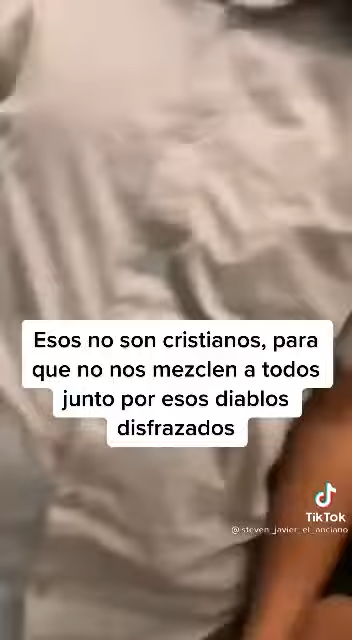 Esos no son cristianos, para
que no nos mezclen a todos
junto por esos diablos
disfrazados
TikTok
@steven_javier_el_anciano